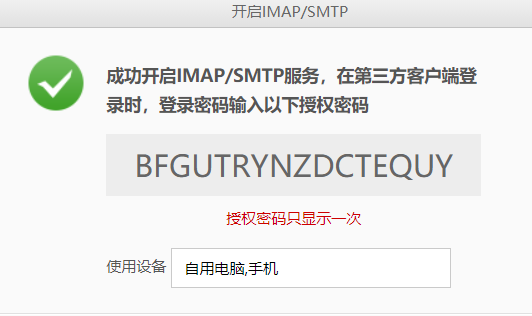 开启IMAP/SMTP
成功开启IMAP/SMTP服务，在第三方客户端登
录时，登录密码输入以下授权密码
BFGUTRYNZDCTEQUY
授权密码只显示一次
使用设备 自用电脑,手机